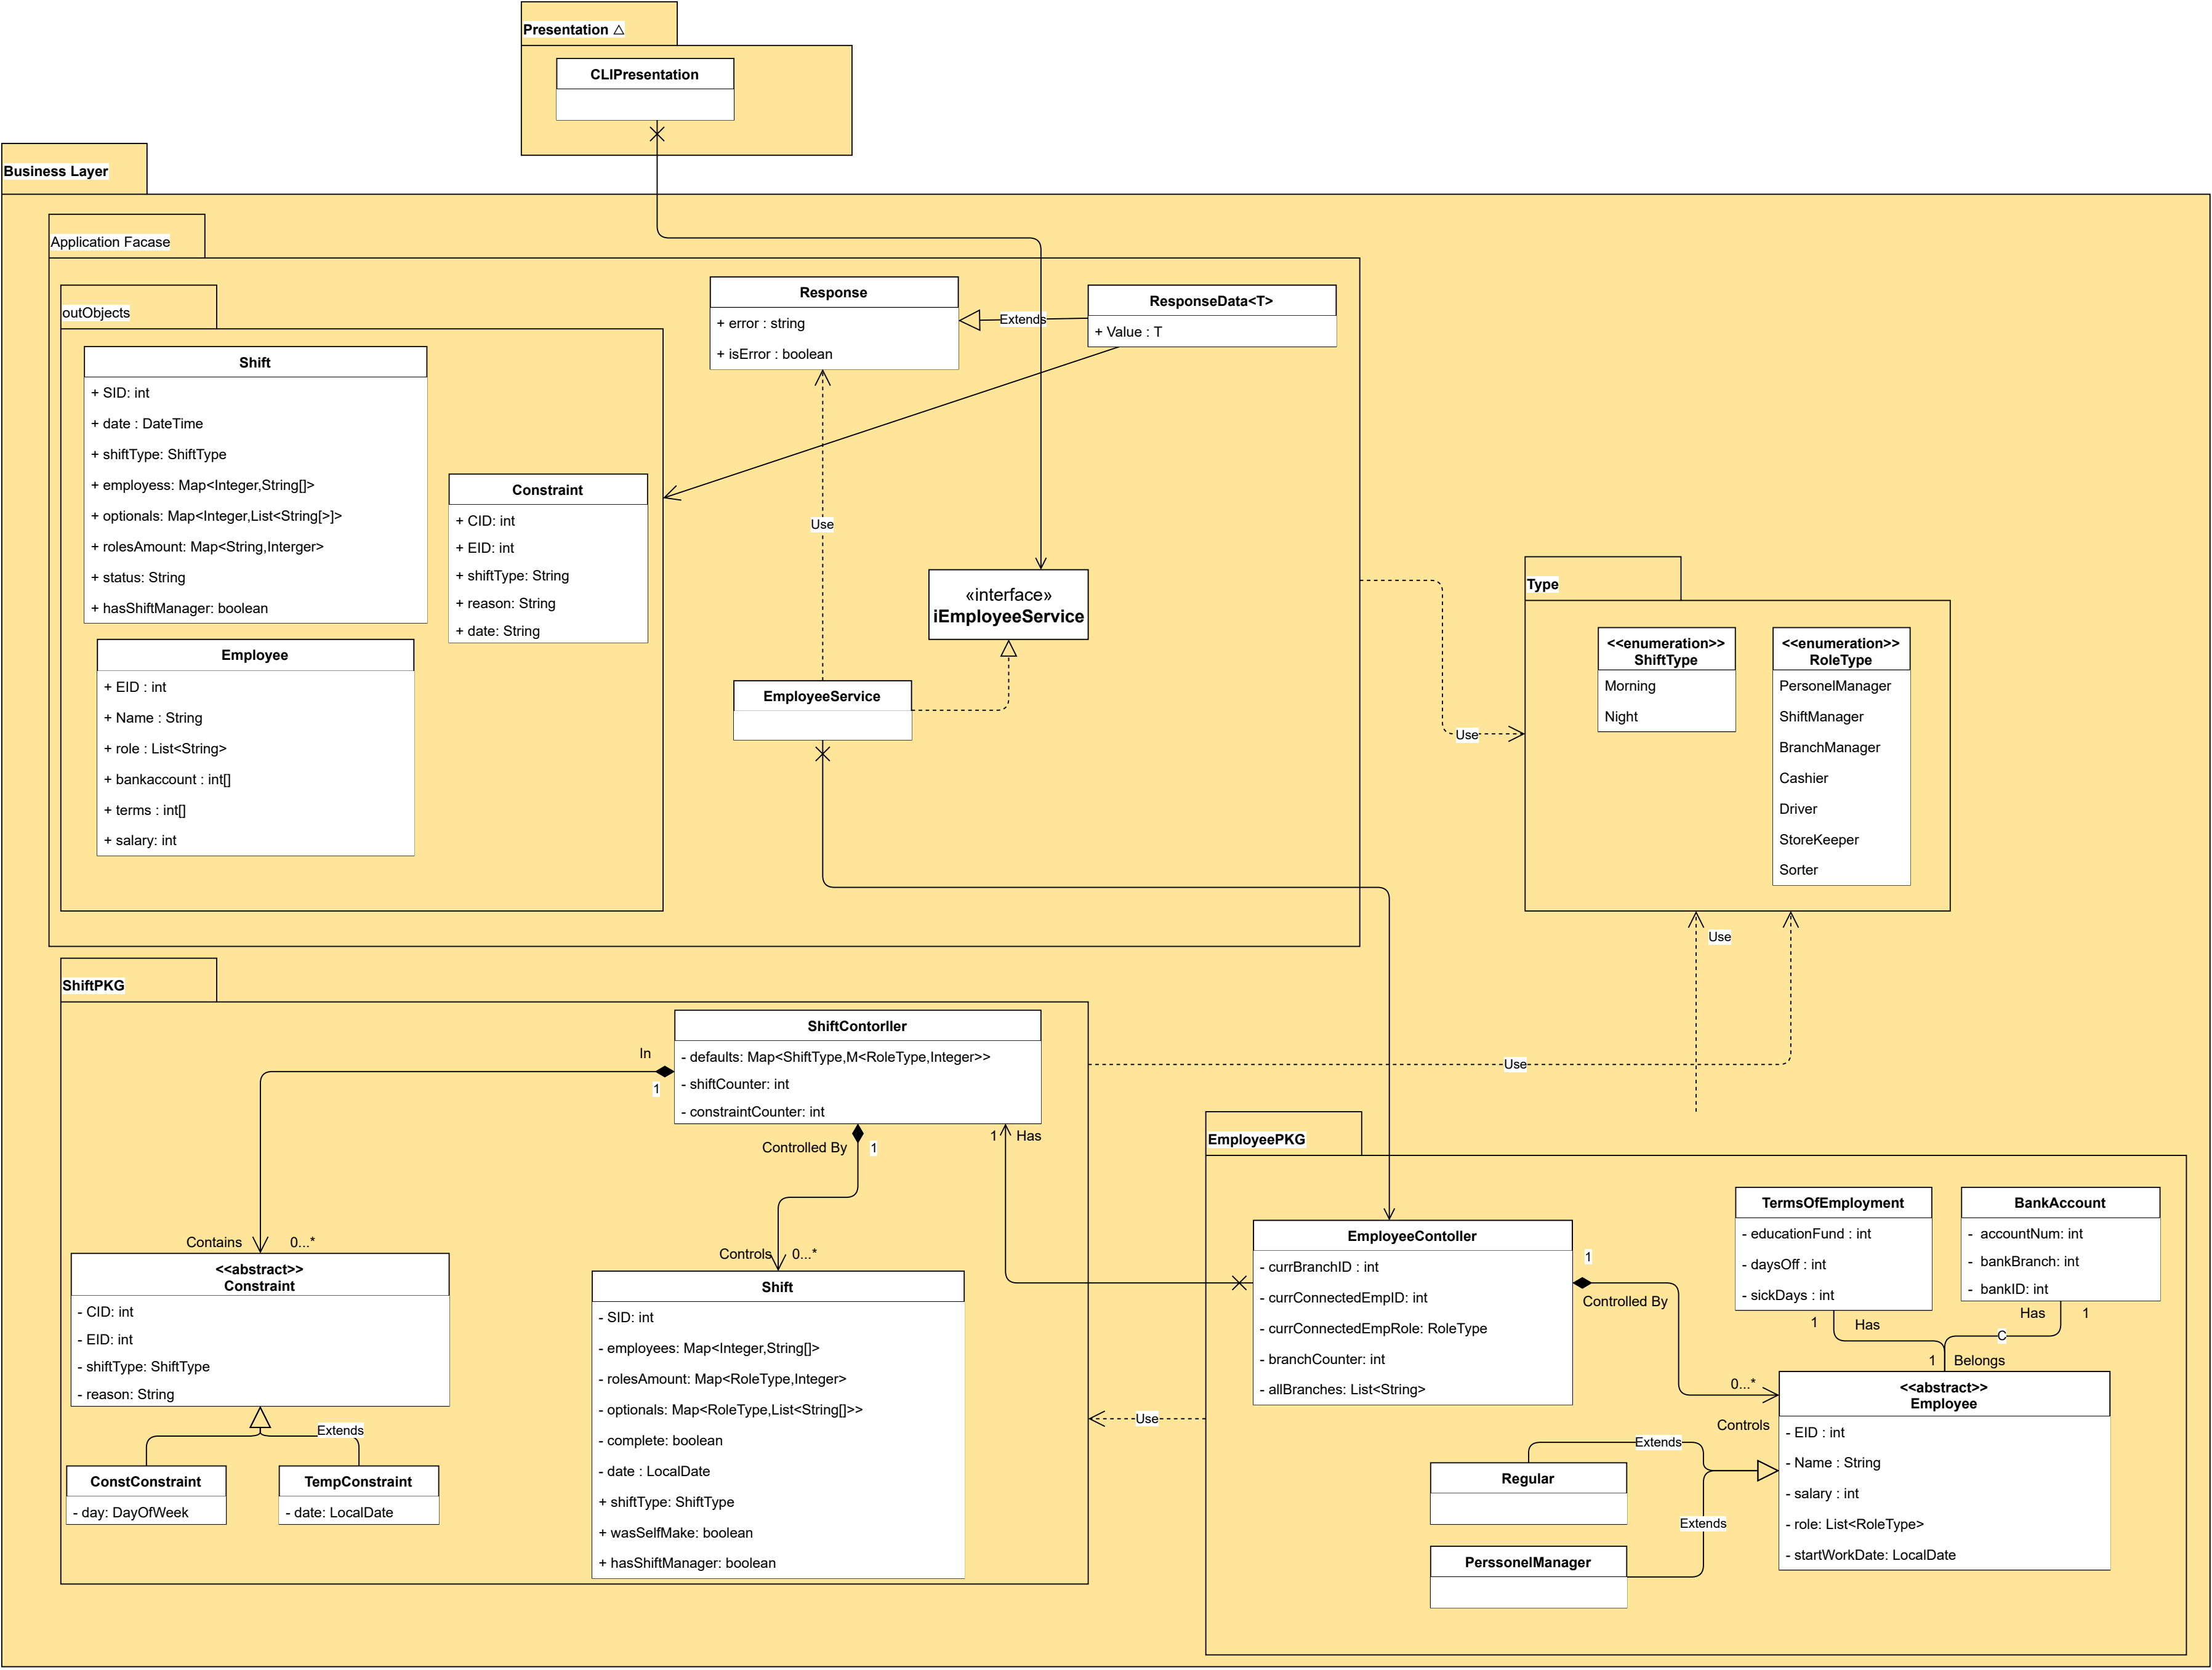 Presentation △
CLIPresentation
Business Layer
Application Facase
outObjects
Shift
+ SID: int
+ date : DateTime
+ shiftType: ShiftType
+ employess: Map<Integer,String[]>
+ optionals: Map<Integer,List<String[>]>
+ rolesAmount: Map<String,Interger>
+ status: String
+ hasShiftManager: boolean
Employee
+ EID : int
+ Name : String
+ role : List<String>
+ bankaccount : int[]
+ terms : int[]
+ salary: int
Constraint
+ CID: int
+ EID: int
+ shiftType: String
+ reason: String
+ date: String
Response
+ error : string
+ isError : boolean
Extends
ResponseData<T>
+ Value : T
Use
«interface»
iEmployeeService
EmployeeService
Use
Type
<<enumeration>>
ShiftType
Morning
Night
<<enumeration>>
RoleType
PersonelManager
ShiftManager
BranchManager
Cashier
Driver
StoreKeeper
Sorter
Use
Use
ShiftPKG
ShiftContorller
- defaults: Map<ShiftType,M<RoleType,Integer>>
- shiftCounter: int
- constraintCounter: int
In
1
Controlled By
1
1
Has
Contains
0...*
<<abstract>>
Constraint
- CID: int
- EID: int
- shiftType: ShiftType
- reason: String
Extends
ConstConstraint
- day: DayOfWeek
TempConstraint
- date: LocalDate
Controls
0...*
Shift
- SID: int
- employees: Map<Integer,String[]>
- rolesAmount: Map<RoleType,Integer>
- optionals: Map<RoleType,List<String[]>>
- complete: boolean
- date : LocalDate
+ shiftType: ShiftType
+ wasSelfMake: boolean
+ hasShiftManager: boolean
Use
EmployeePKG
EmployeeContoller
- currBranchID : int
- currConnectedEmpID: int
- currConnectedEmpRole: RoleType
- branchCounter: int
- allBranches: List<String>
1
Controlled By
TermsOfEmployment
- educationFund : int
- daysOff : int
- sickDays : int
BankAccount
- accountNum: int
- bankBranch: int
- bankID: int
1
Has
Has
1
C
1
Belongs
0...*
Controls
<<abstract>>
Employee
- EID : int
- Name : String
- salary : int
- role: List<RoleType>
- startWorkDate: LocalDate
Extends
Regular
Extends
PerssonelManager